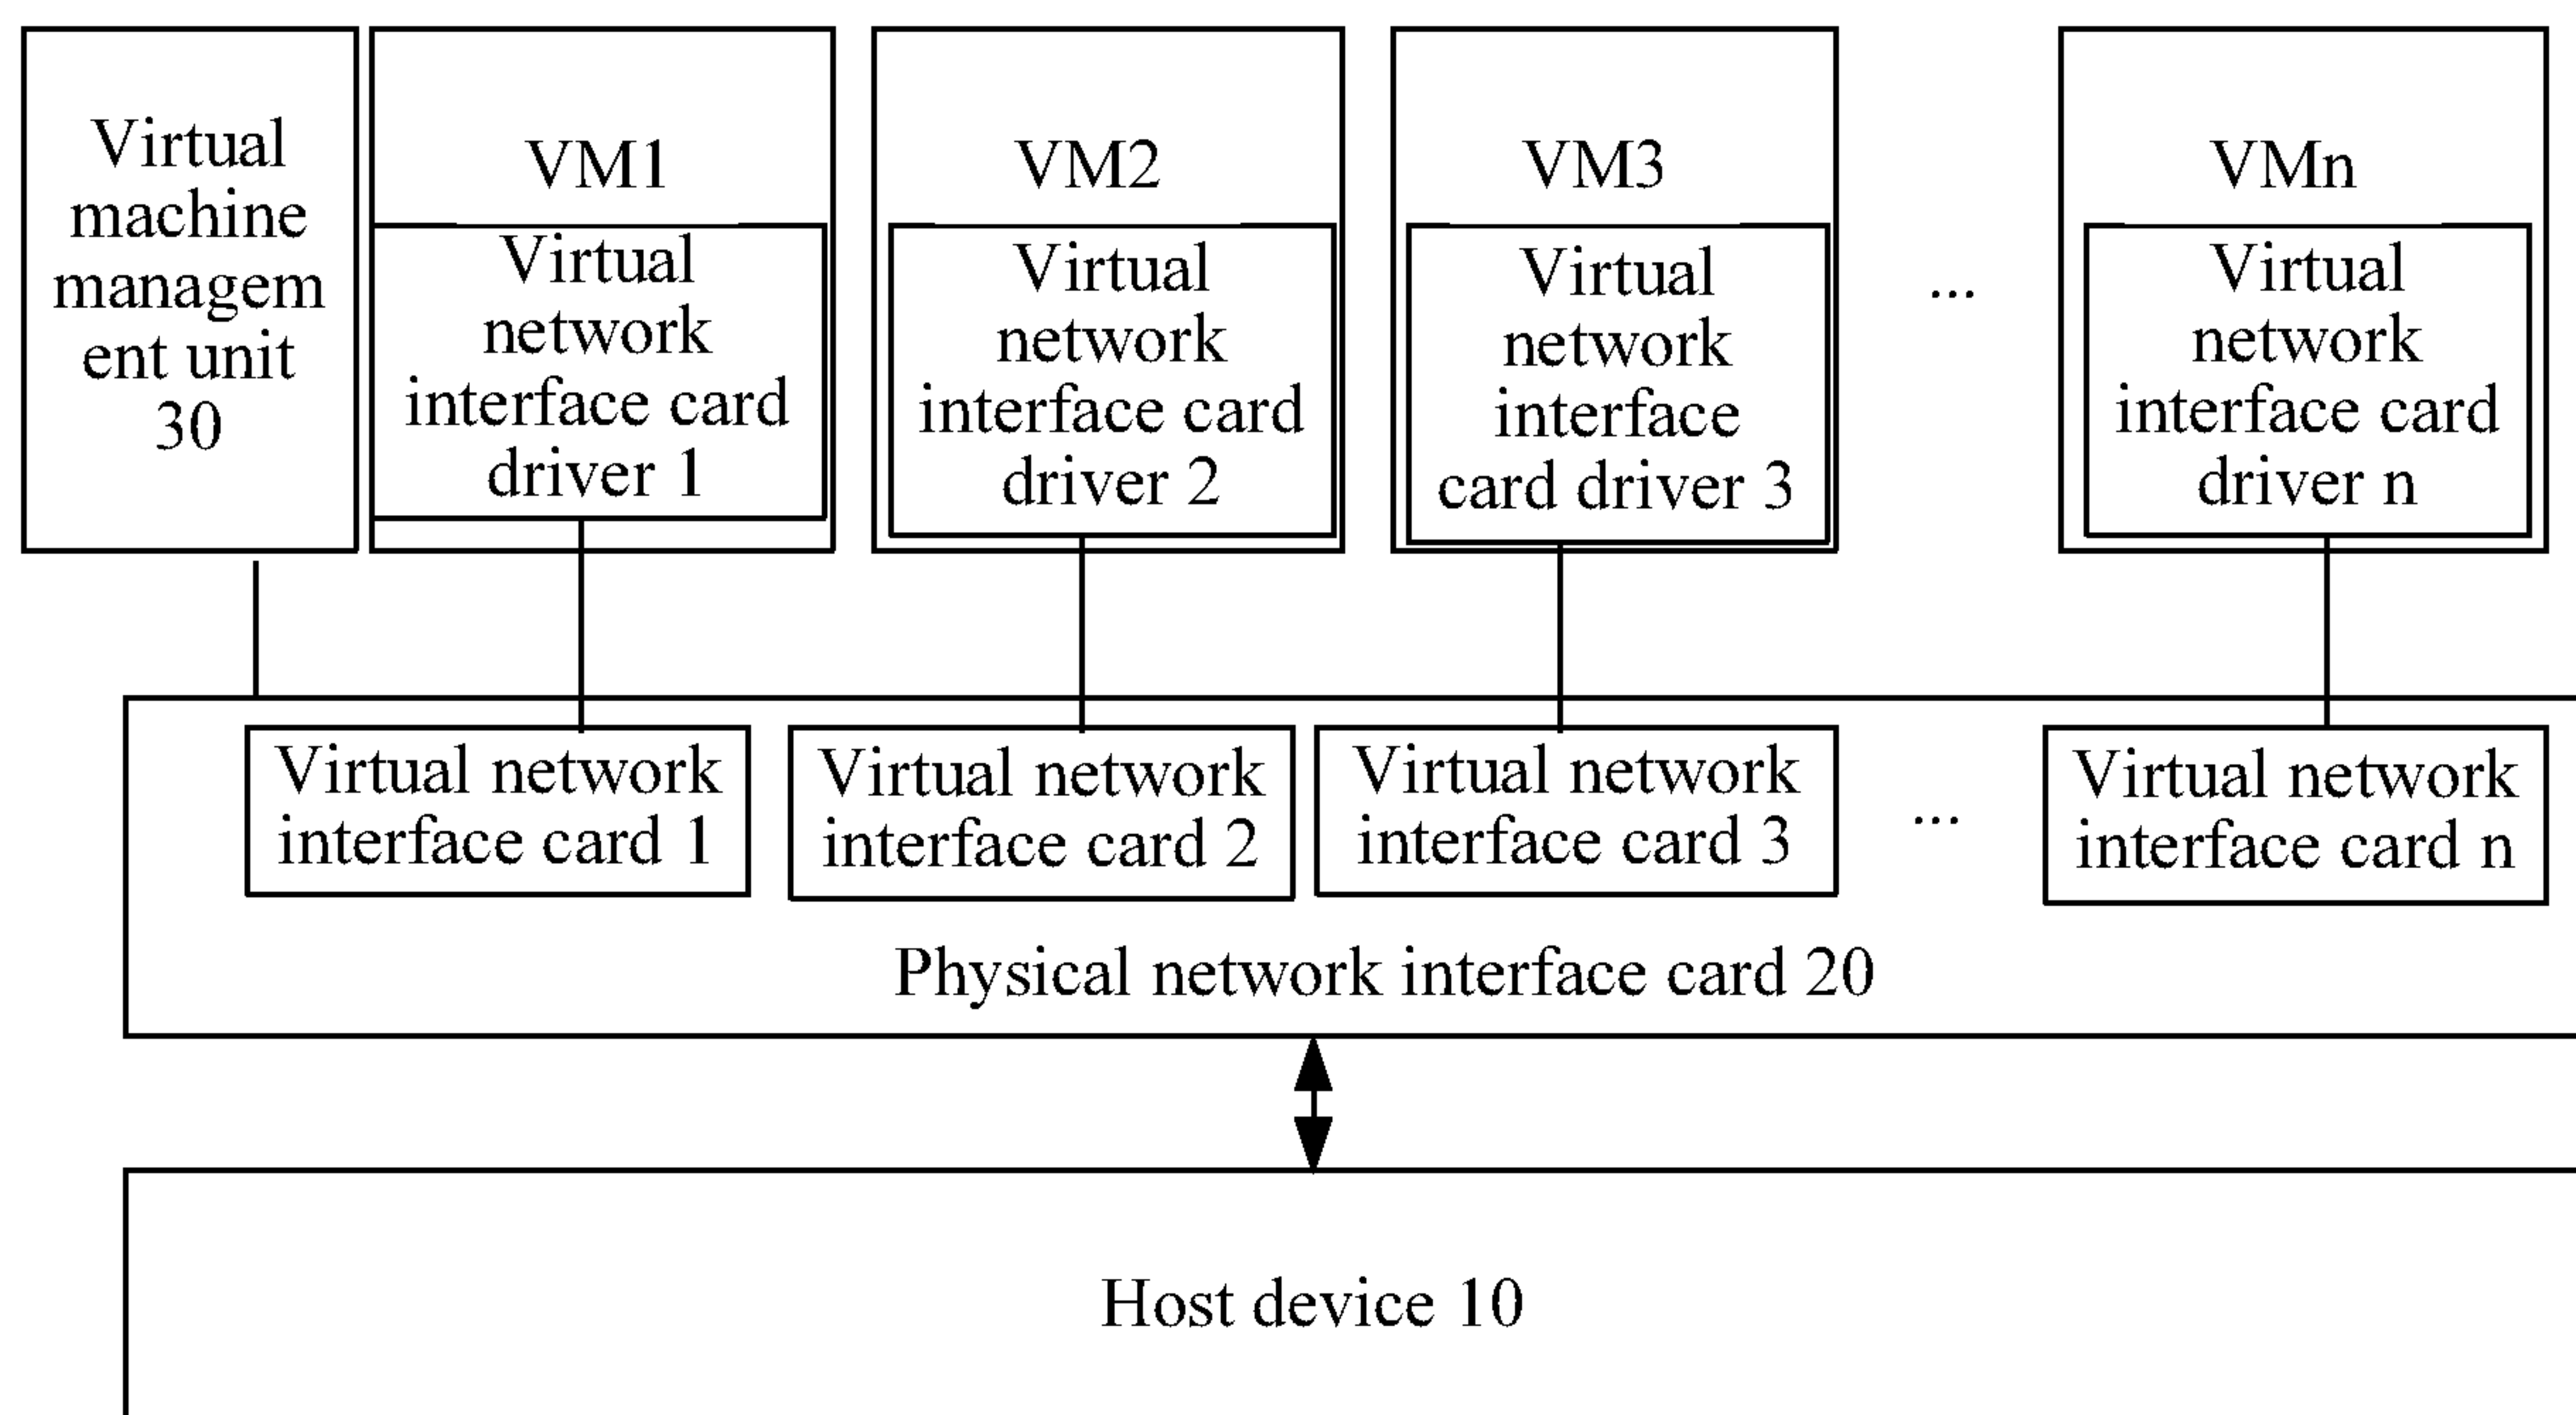 Virtual
machine
managem
ent unit
30
VM1
Virtual
network
interface card
driver 1
VM2
Virtual
network
interface card
driver 2
VM3
Virtual
network
interface
card driver 3
...
VMn
Virtual
network
interface card
driver n
Virtual network
interface card 1
Virtual network
interface card 2
Virtual network
interface card 3
...
Virtual network
interface card n
Physical network interface card 20
Host device 10